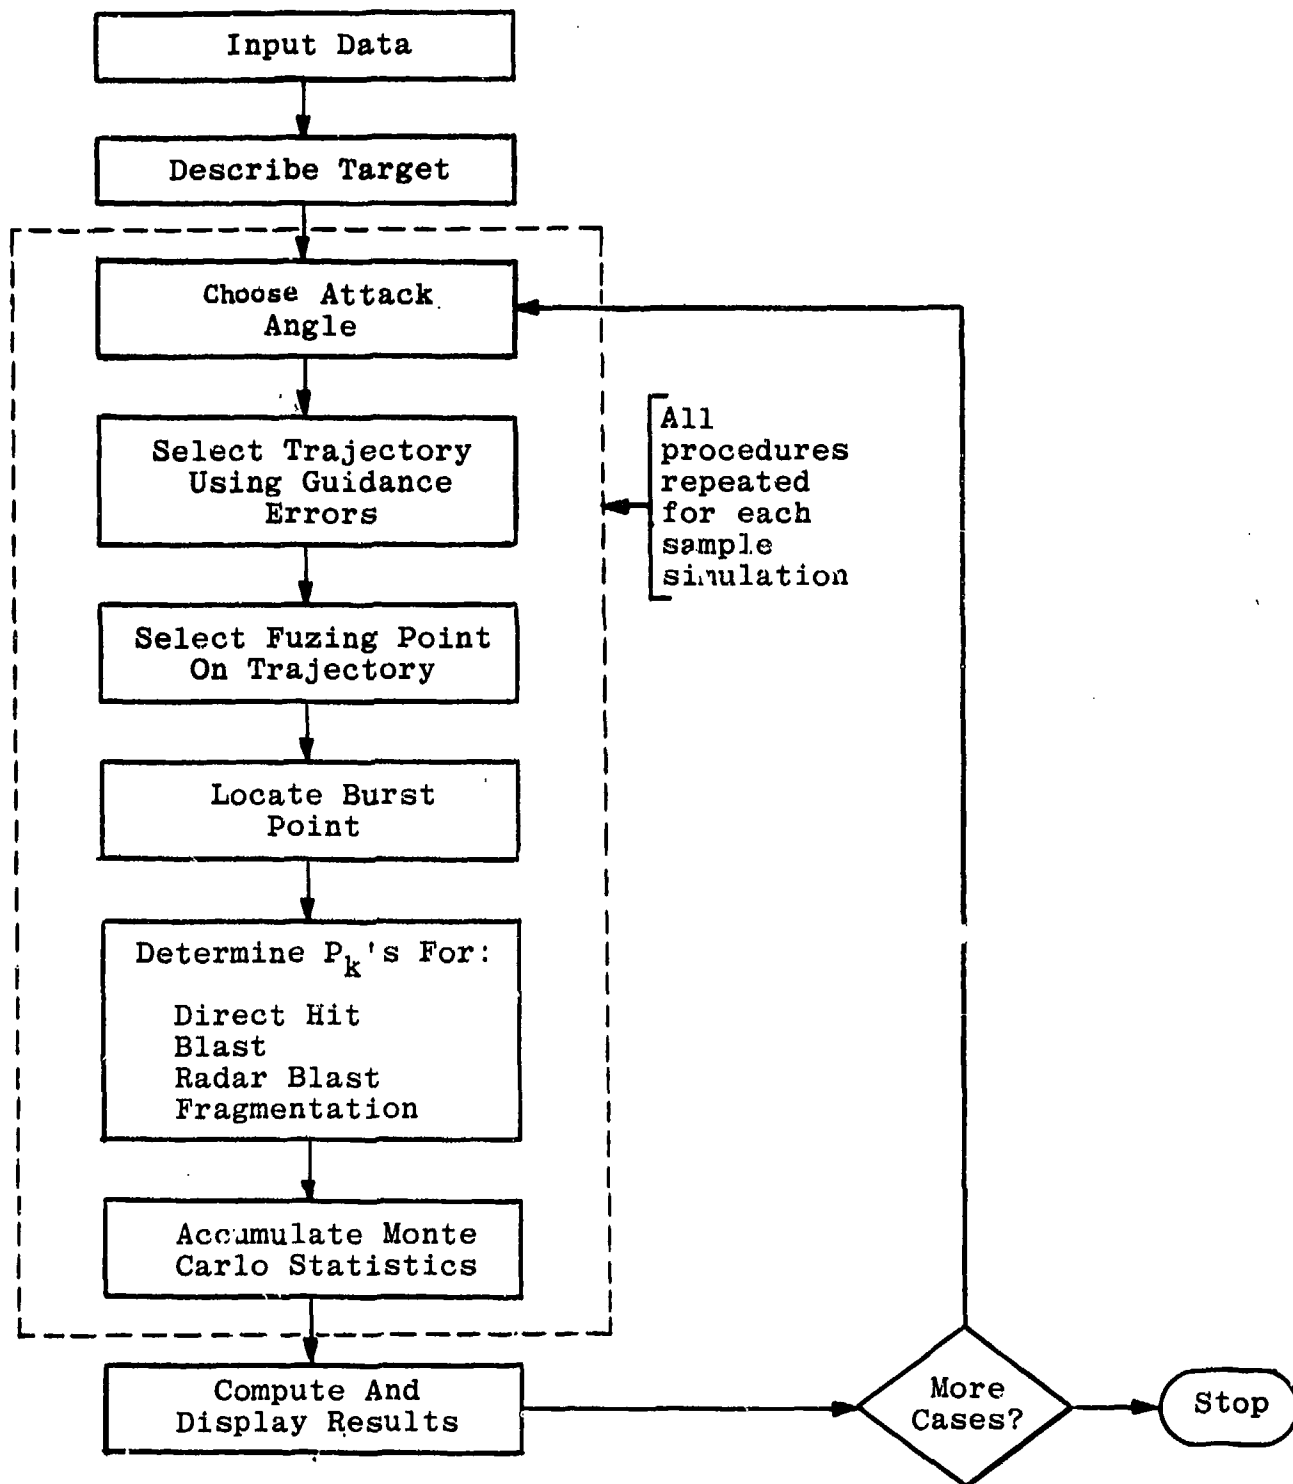 Input Data
Describe Target
Choose Attack
Angle
Select Trajectory
Using Guidance
Errors
All
procedures
repeated
for each
sample
simulation
Select Fuzing Point
On Trajectory
Locate Burst
Point
Determine Pk's For:
Direct Hit
Blast
Radar Blast
Fragmentation
Accumulate Monte
Carlo Statistics
Compute And
Display Results
More
Cases?
Stop